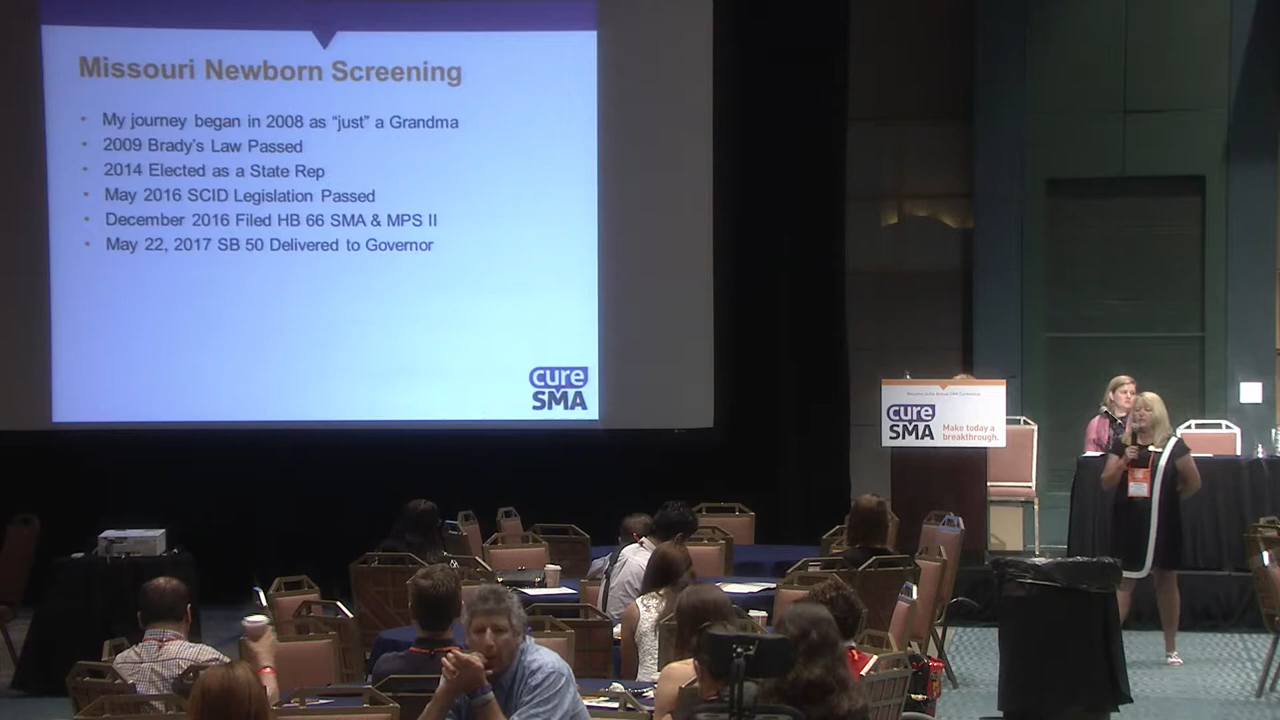 Missouri Newborn Screening
• My journey began in 2008 as “just” a Grandma
• 2009 Brady's Law Passed
• 2014 Elected as a State Rep
• May 2016 SCID Legislation Passed
• December 2016 Filed HB 66 SMA & MPS II
• May 22, 2017 SB 50 Delivered to Governor
cure
SMA
cure
SMA
Make today a
breakthrough.